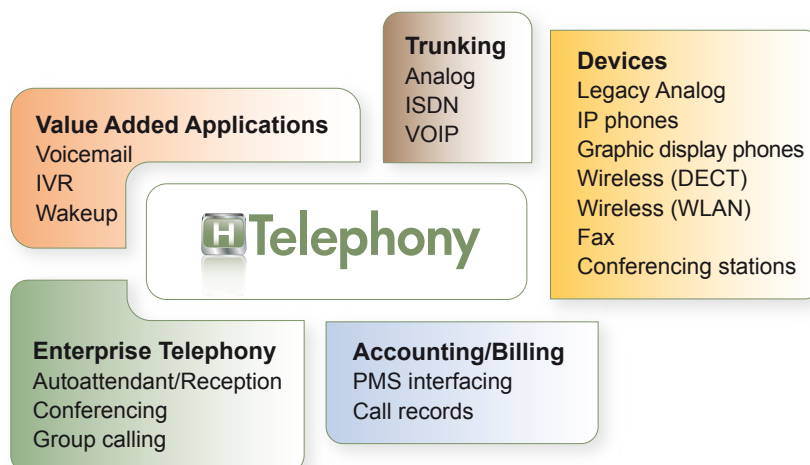 Trunking
Analog
ISDN
VOIP
Devices
Legacy Analog
IP phones
Graphic display phones
Wireless (DECT)
Wireless (WLAN)
Fax
Conferencing stations
Value Added Applications
Voicemail
IVR
Wakeup
H Telephony
Enterprise Telephony
Autoattendant/Reception
Conferencing
Group calling
Accounting/Billing
PMS interfacing
Call records